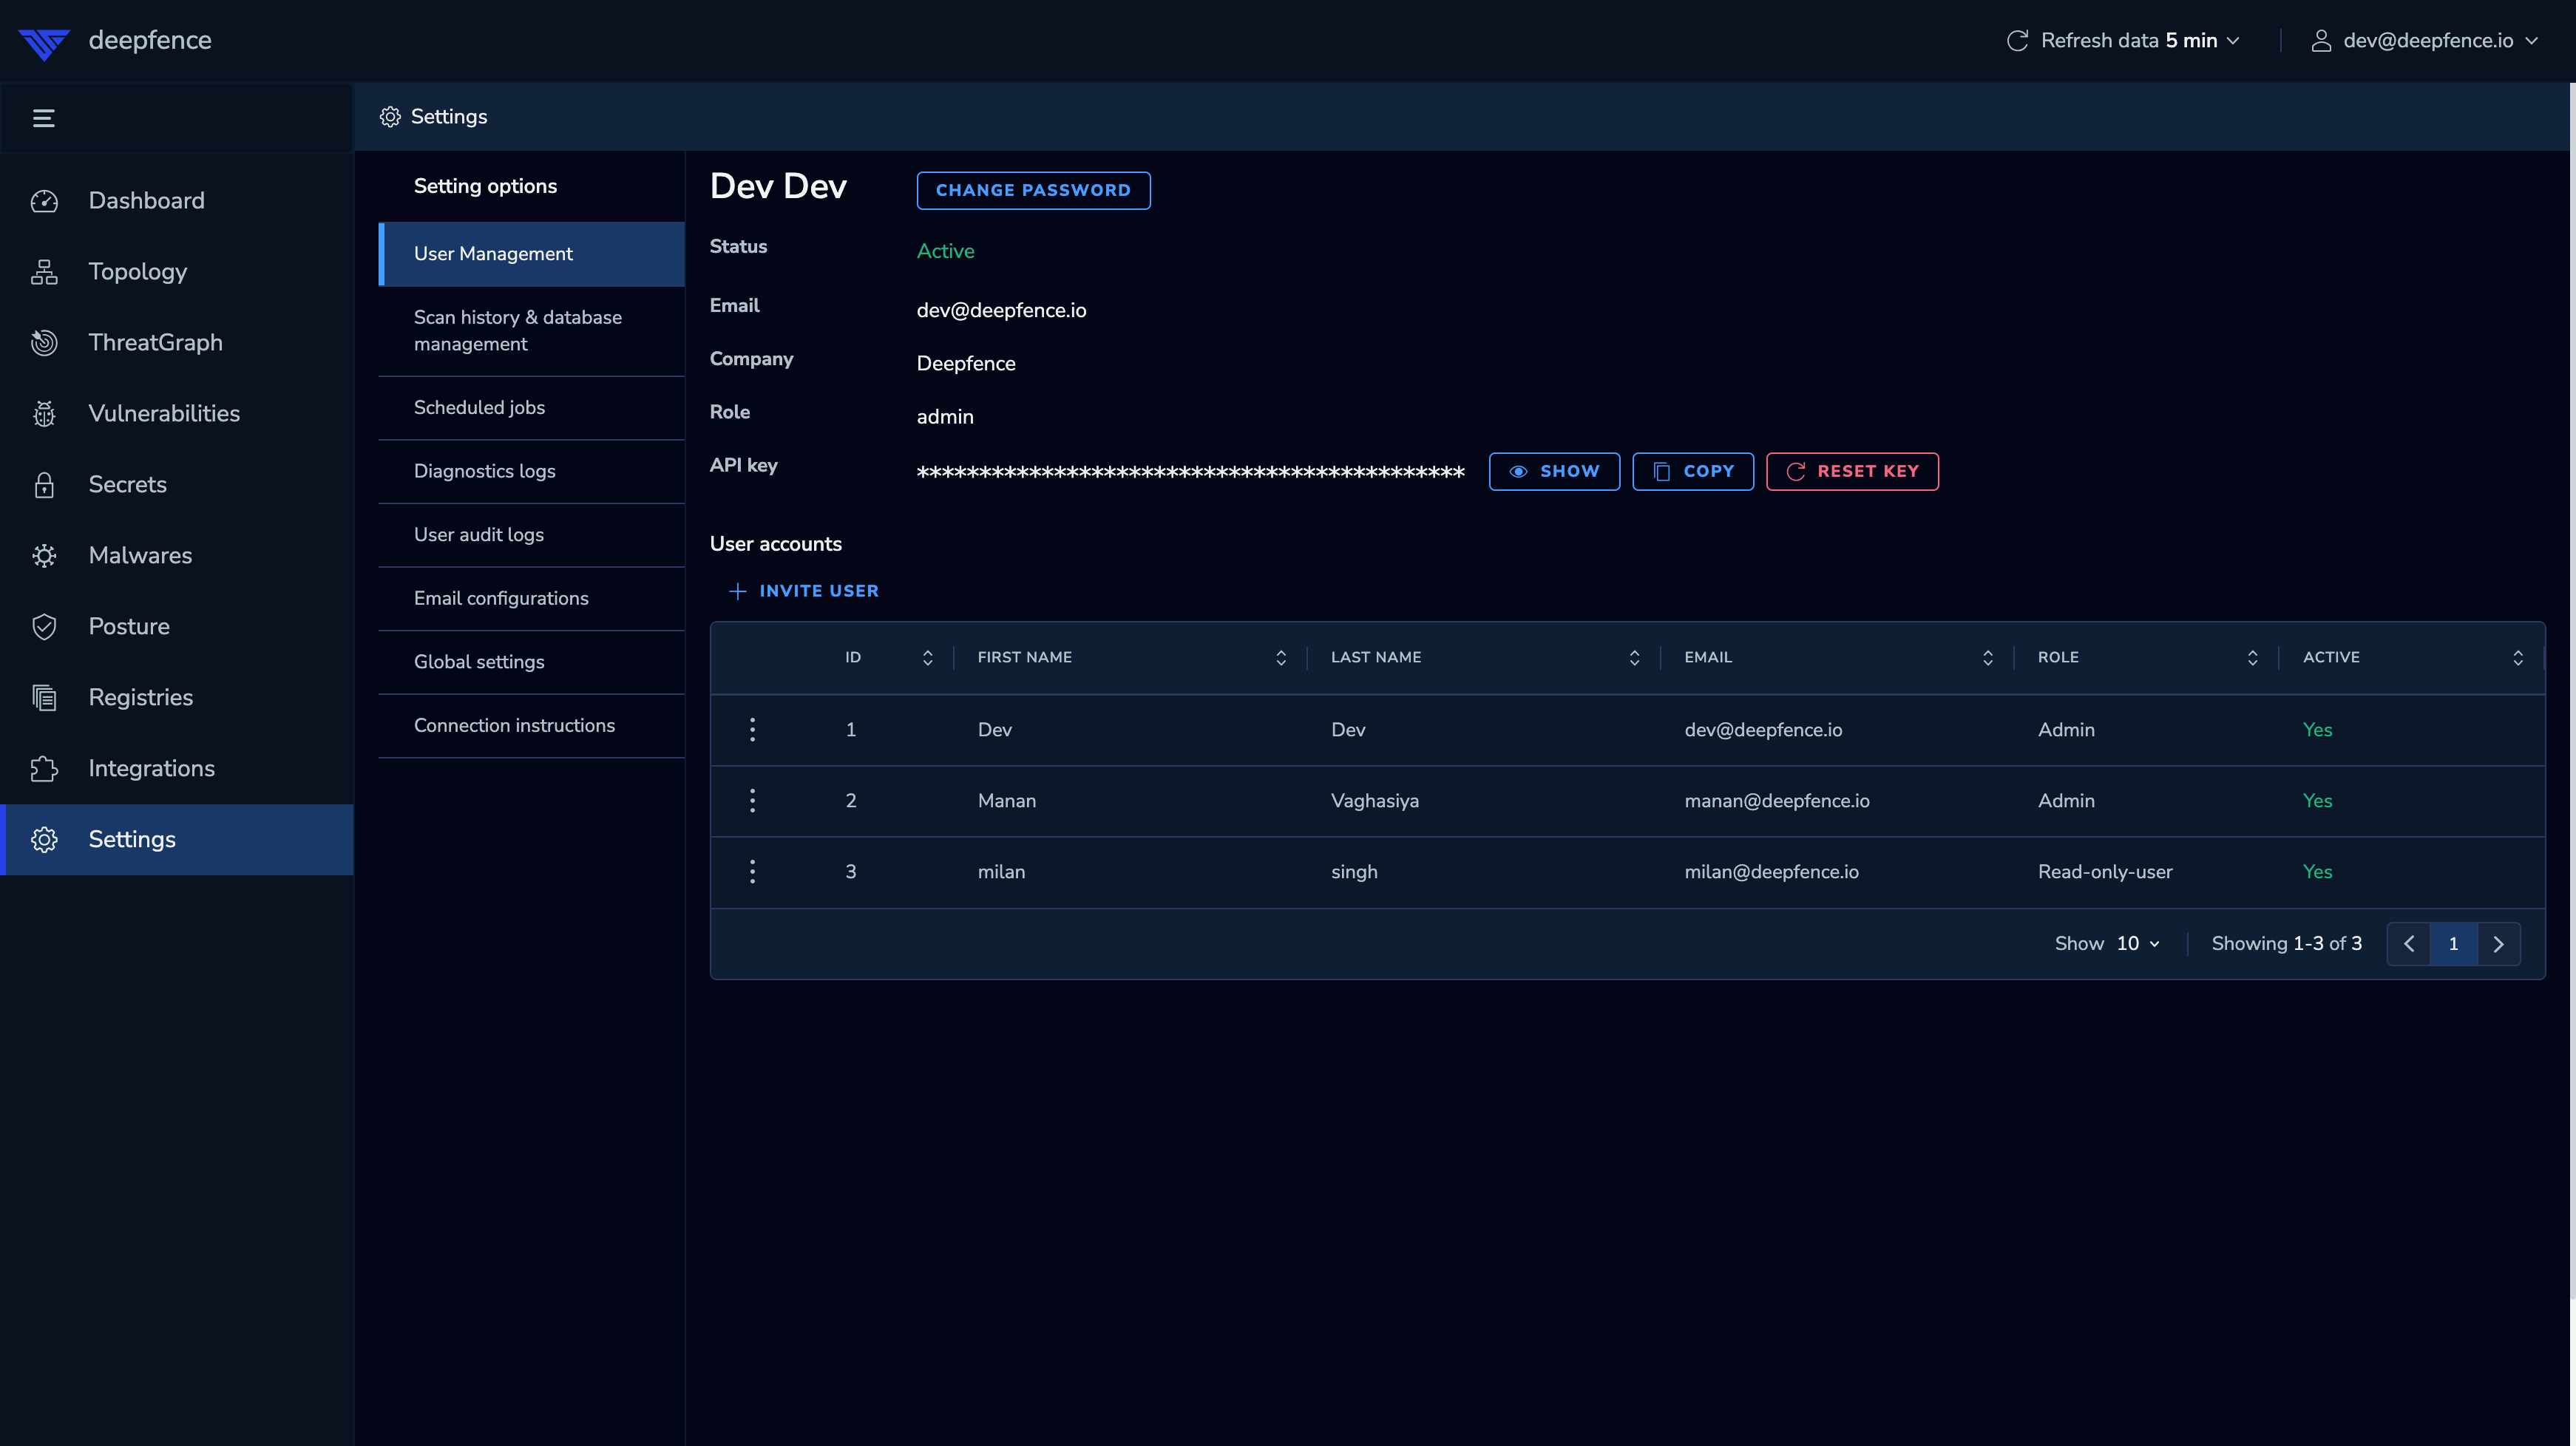 deepfence
Refresh data 5 min
dev@deepfence.io
Settings
Dashboard
Topology
ThreatGraph
Vulnerabilities
Secrets
Malwares
Posture
Registries
Integrations
Settings
Setting options
User Management
Scan history & database
management
Scheduled jobs
Diagnostics logs
User audit logs
Email configurations
Global settings
Connection instructions
Dev Dev CHANGE PASSWORD
Status Active
Email dev@deepfence.io
Company Deepfence
Role admin
API key ******************************************** SHOW COPY RESET KEY
User accounts
INVITE USER
ID FIRST NAME LAST NAME EMAIL ROLE ACTIVE
1 Dev Dev dev@deepfence.io Admin Yes
2 Manan Vaghasiya manan@deepfence.io Admin Yes
3 milan singh milan@deepfence.io Read-only-user Yes
Show 10 Showing 1-3 of 3 1